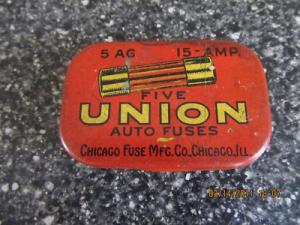 5 AG 15-AMP.
FIVE
UNION
AUTO FUSES
CHICAGO FUSE MFG. CO., CHICAGO, ILL.